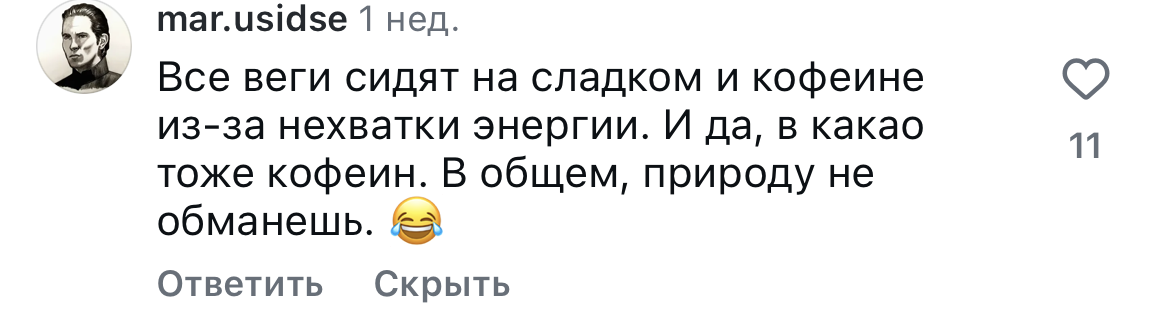 mar.usidse 1 нед.
Все веги сидят на сладком и кофеине
из-за нехватки энергии. И да, в какао
тоже кофеин. В общем, природу не
обманешь. 😂
11
Ответить Скрыть